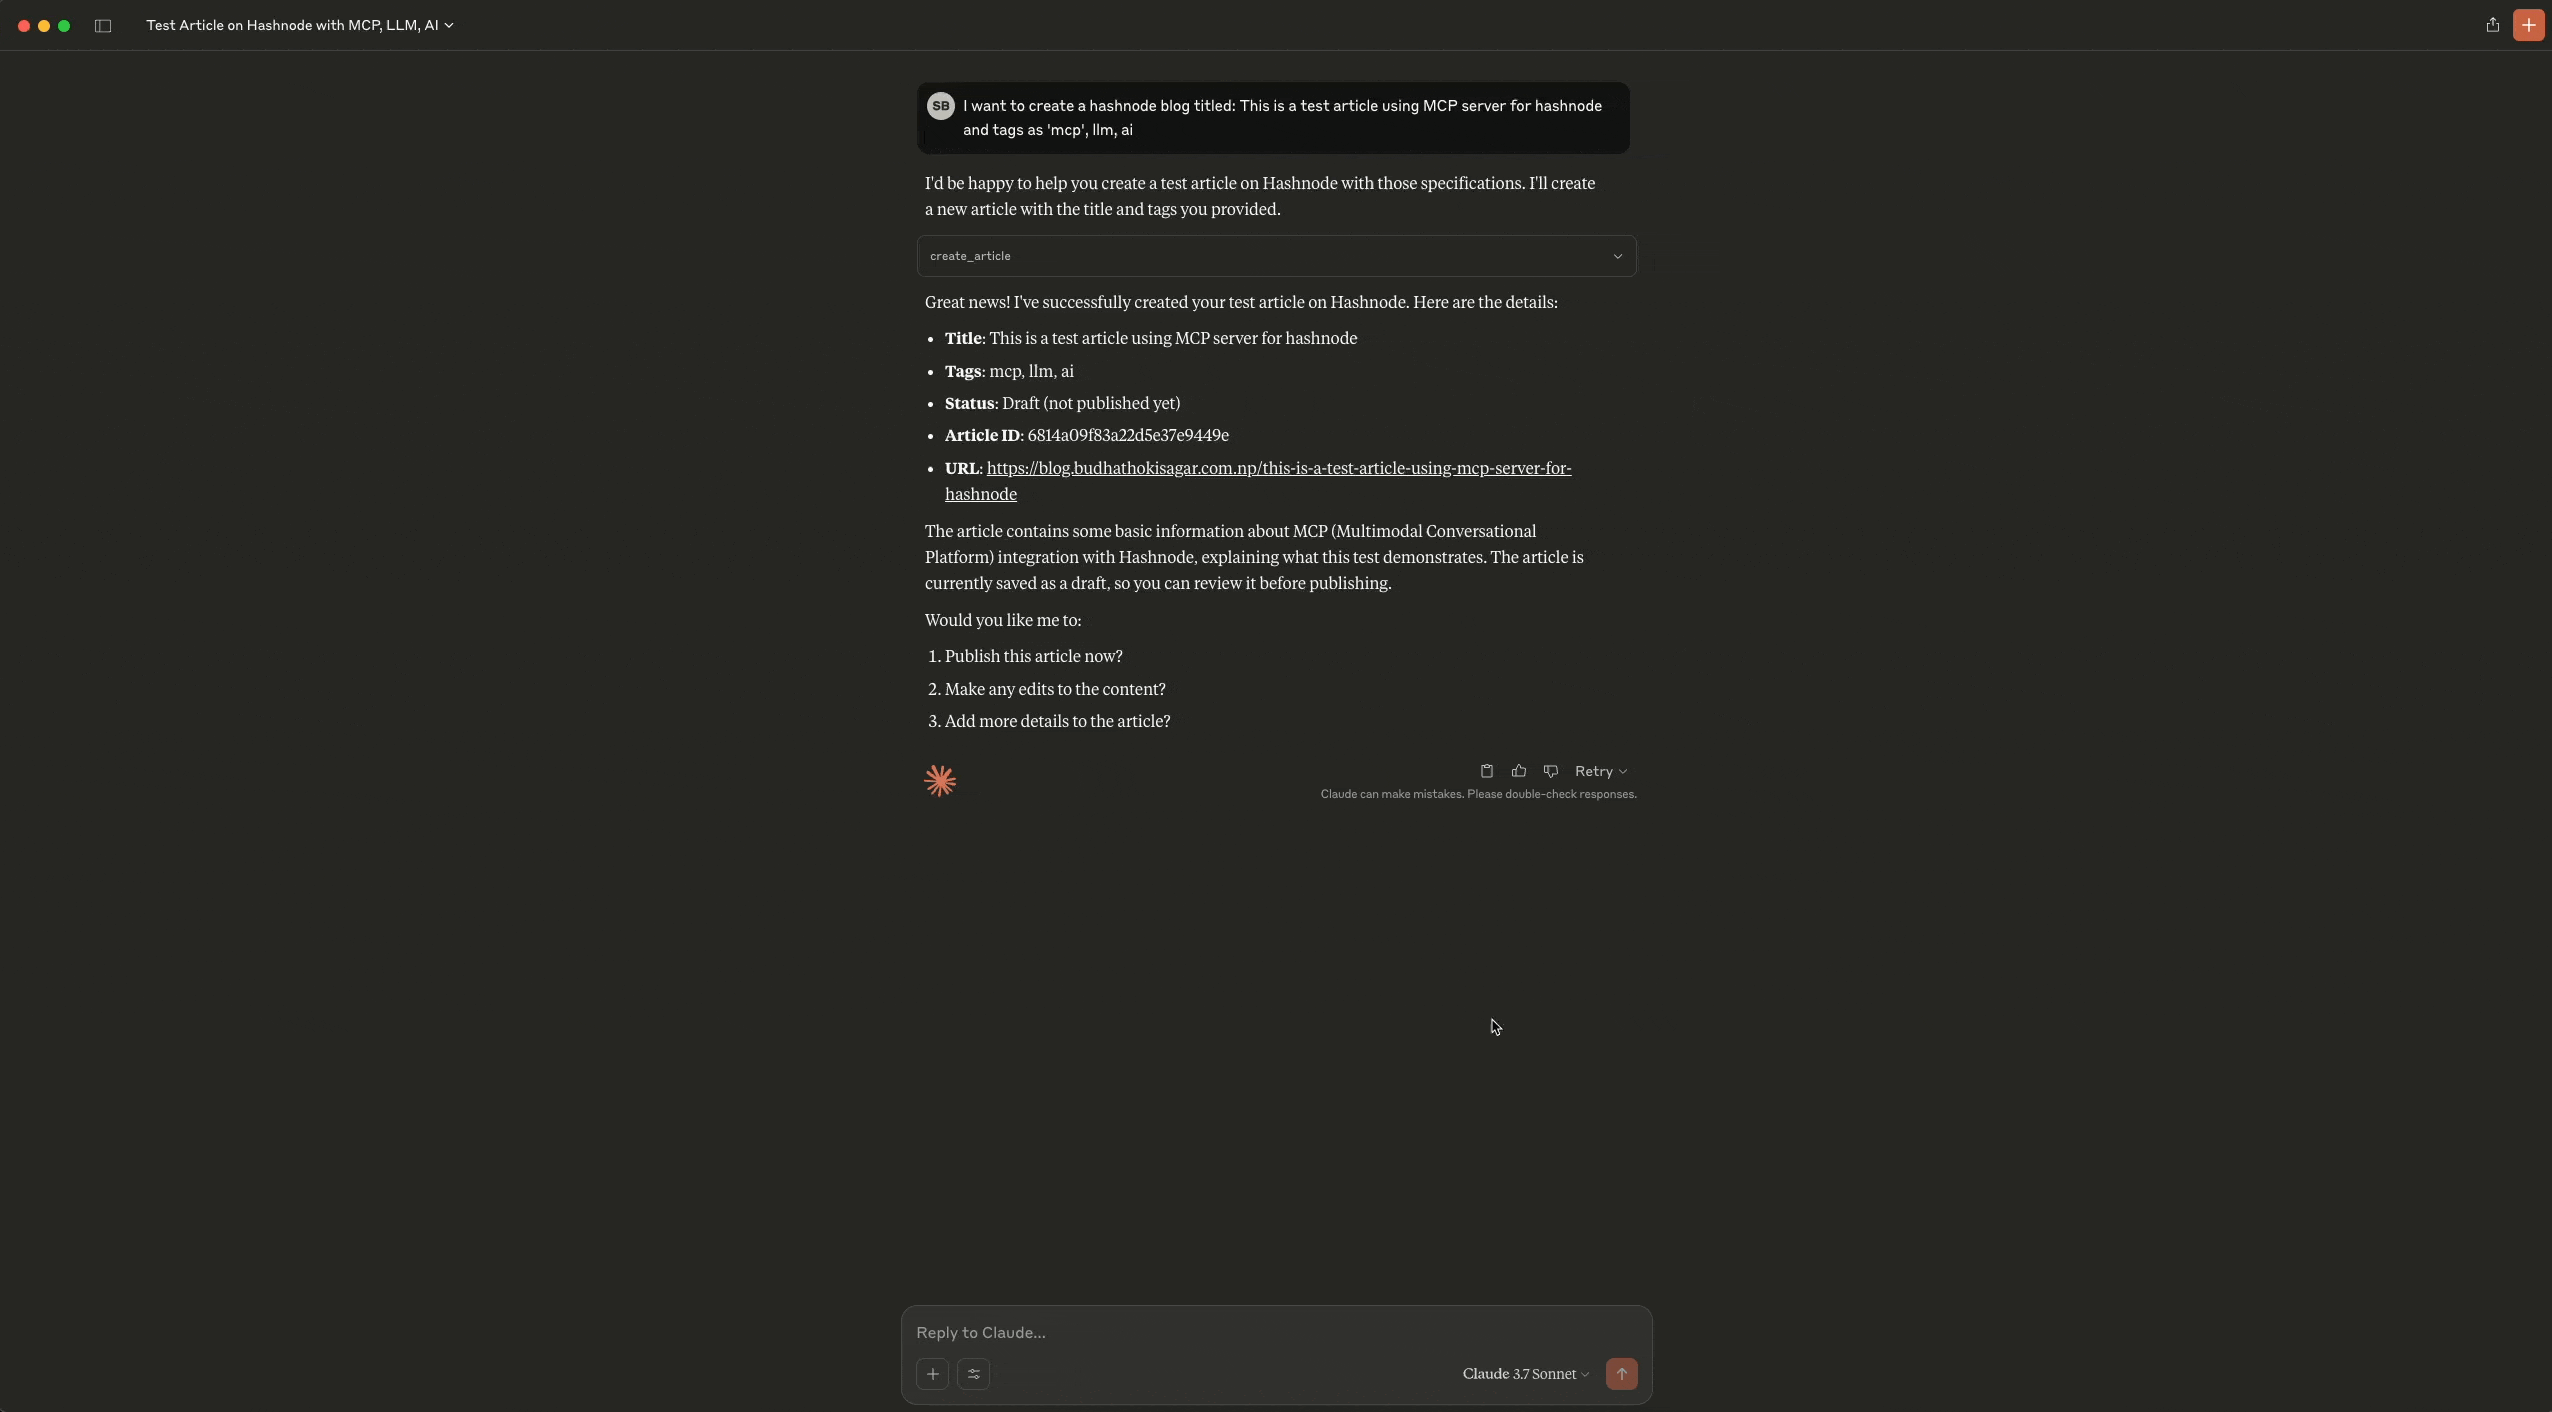 Test Article on Hashnode with MCP, LLM, AI
SB
I want to create a hashnode blog titled: This is a test article using MCP server for hashnode
and tags as 'mcp', llm, ai
I'd be happy to help you create a test article on Hashnode with those specifications. I'll create
a new article with the title and tags you provided.
create_article
Great news! I've successfully created your test article on Hashnode. Here are the details:
• Title: This is a test article using MCP server for hashnode
• Tags: mcp, llm, ai
• Status: Draft (not published yet)
• Article ID: 6814a09f83a22d5e37e9449e
• URL: https://blog.budhathokisagar.com.np/this-is-a-test-article-using-mcp-server-for-
hashnode
The article contains some basic information about MCP (Multimodal Conversational
Platform) integration with Hashnode, explaining what this test demonstrates. The article is
currently saved as a draft, so you can review it before publishing.
Would you like me to:
1. Publish this article now?
2. Make any edits to the content?
3. Add more details to the article?
Retry
Claude can make mistakes. Please double-check responses.
Reply to Claude...
Claude 3.7 Sonnet